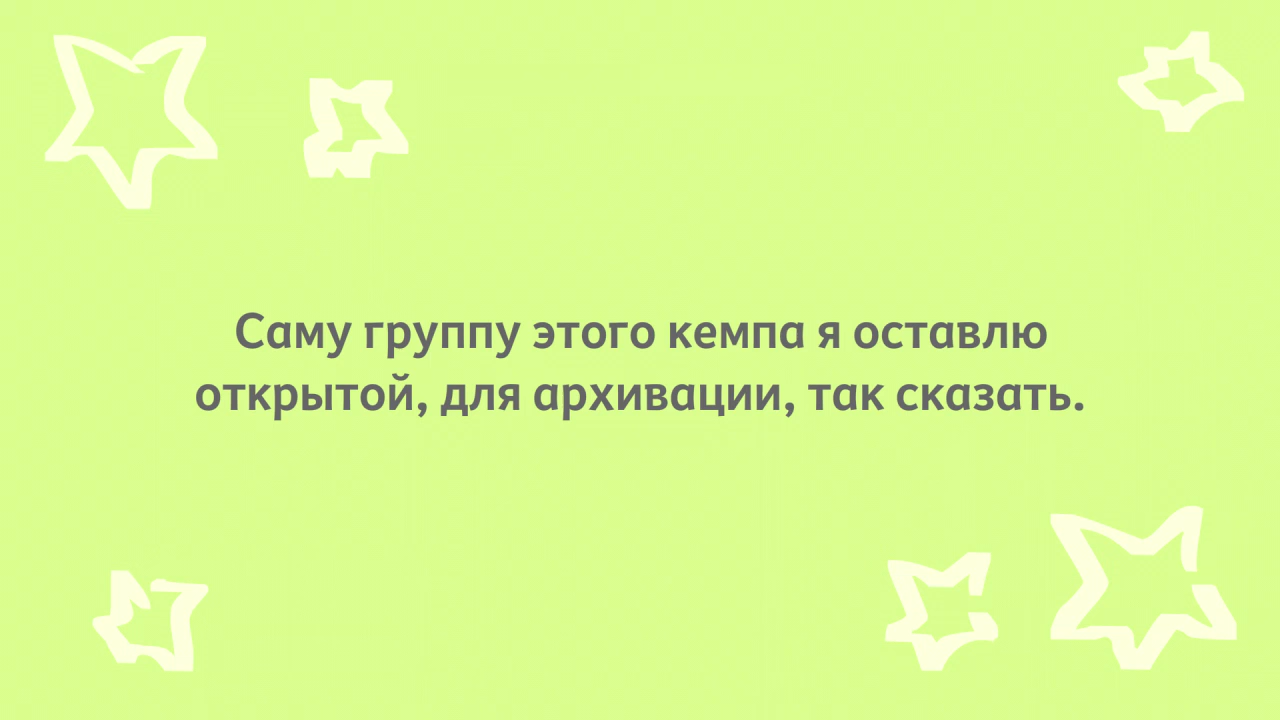 Саму группу этого кемпа я оставлю
открытой, для архивации, так сказать.